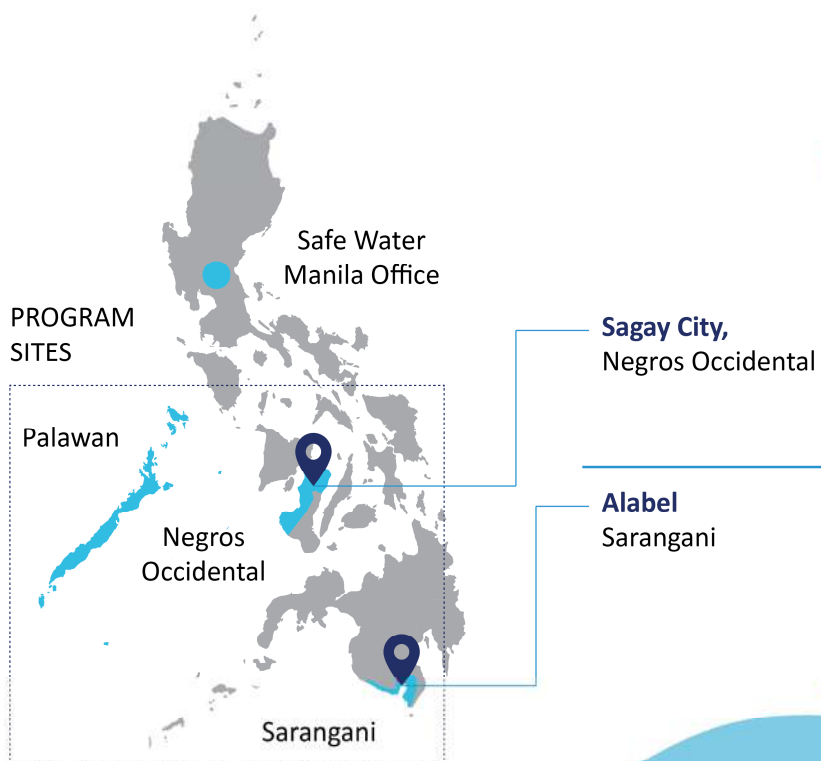 Safe Water
Manila Office
PROGRAM
SITES
Sagay City,
Negros Occidental
Palawan
Alabel
Sarangani
Negros
Occidental
Sarangani